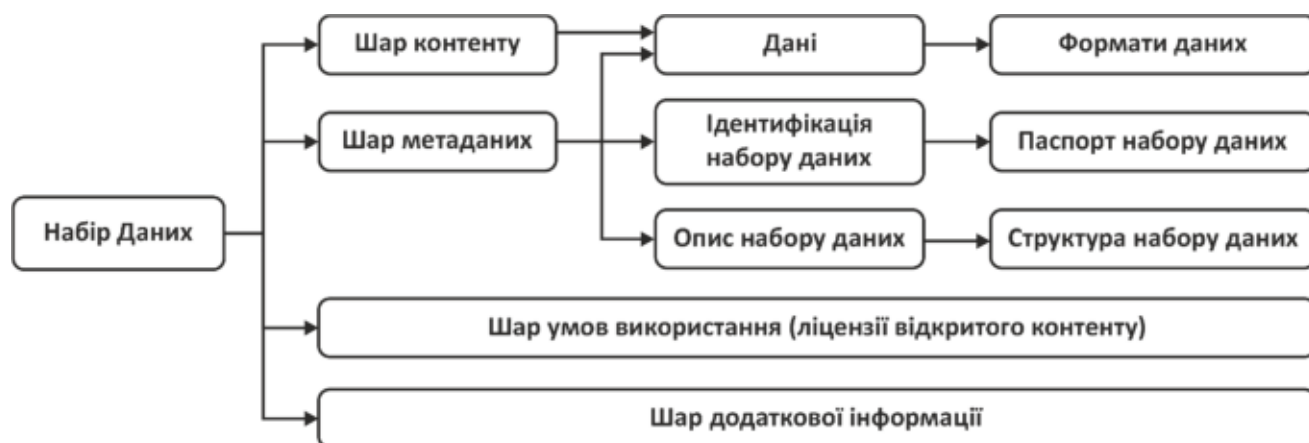 Шар контенту
Дані
Формати даних
Шар метаданих
Ідентифікація
набору даних
Паспорт набору даних
Набір Даних
Опис набору даних
Структура набору даних
Шар умов використання (ліцензії відкритого контенту)
Шар додаткової інформації